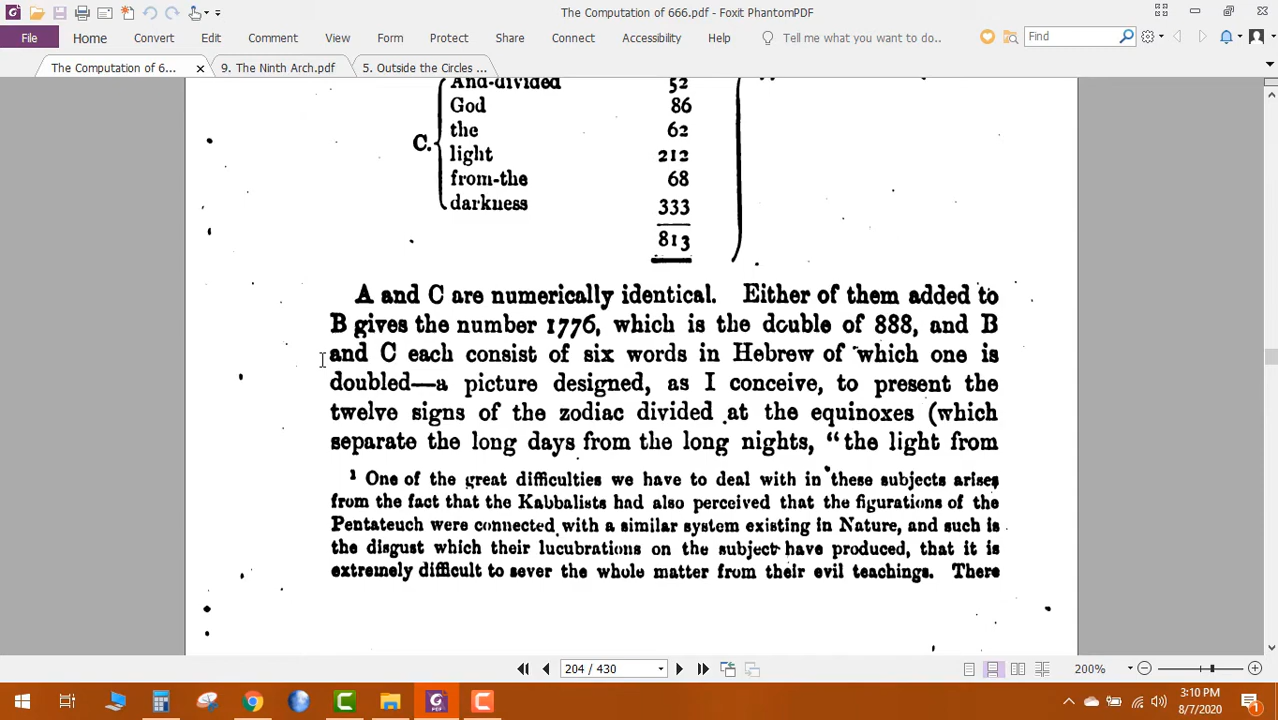 The Computation of 666.pdf - Foxit PhantomPDF
File Home Convert Edit Comment View Form Protect Share Connect Accessibility Help Tell me what you want to do.. Find
The Computation of 6... 9. The Ninth Arch.pdf 5. Outside the Circles ...
And-divided 52
God 86
the 62
C. light 212
from-the 68
darkness 333
813
A and C are numerically identical. Either of them added to
B gives the number 1776, which is the double of 888, and B
and C each consist of six words in Hebrew of which one is
doubled—a picture designed, as I conceive, to present the
twelve signs of the zodiac divided at the equinoxes (which
separate the long days from the long nights, "the light from
1 One of the great difficulties we have to deal with in these subjects arises
from the fact that the Kabbalists had also perceived that the figurations of the
Pentateuch were connected with a similar system existing in Nature, and such is
the disgust which their lucubrations on the subject have produced, that it is
extremely difficult to sever the whole matter from their evil teachings. There
204 / 430 200%
3:10 PM
8/7/2020
1